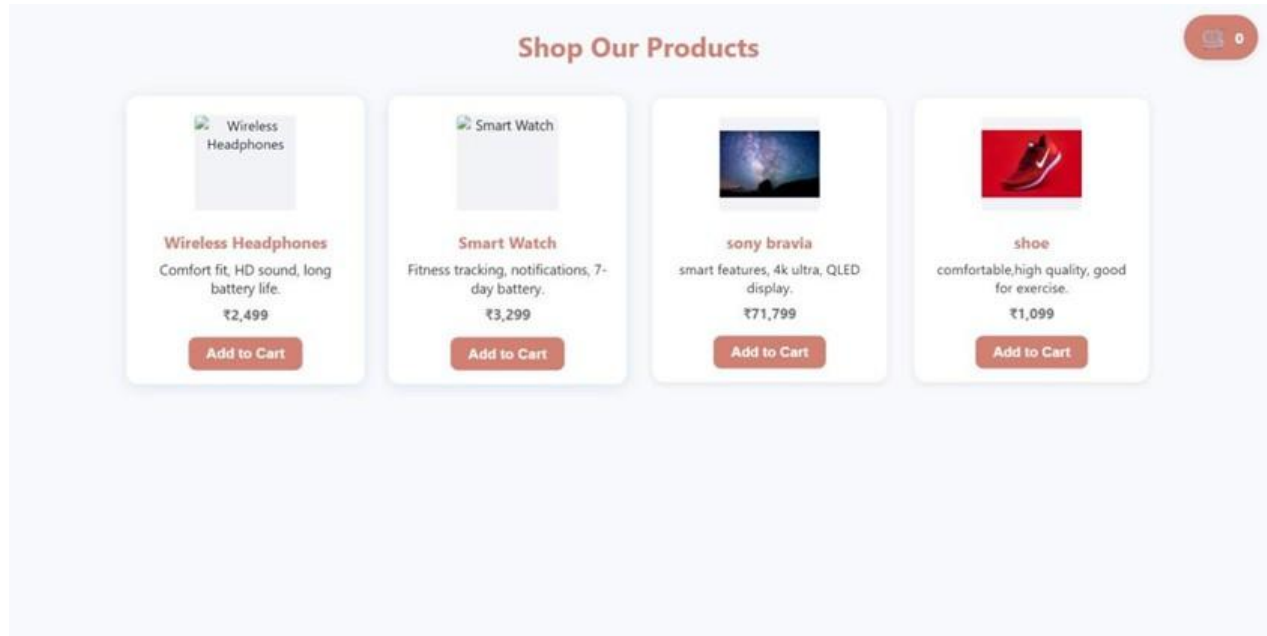 Shop Our Products
0
Wireless
Headphones
Smart Watch
Wireless Headphones
Comfort fit, HD sound, long
battery life.
₹2,499
Add to Cart
Smart Watch
Fitness tracking, notifications, 7-
day battery.
₹3,299
Add to Cart
sony bravia
smart features, 4k ultra, QLED
display.
₹71,799
Add to Cart
shoe
comfortable,high quality, good
for exercise.
₹1,099
Add to Cart